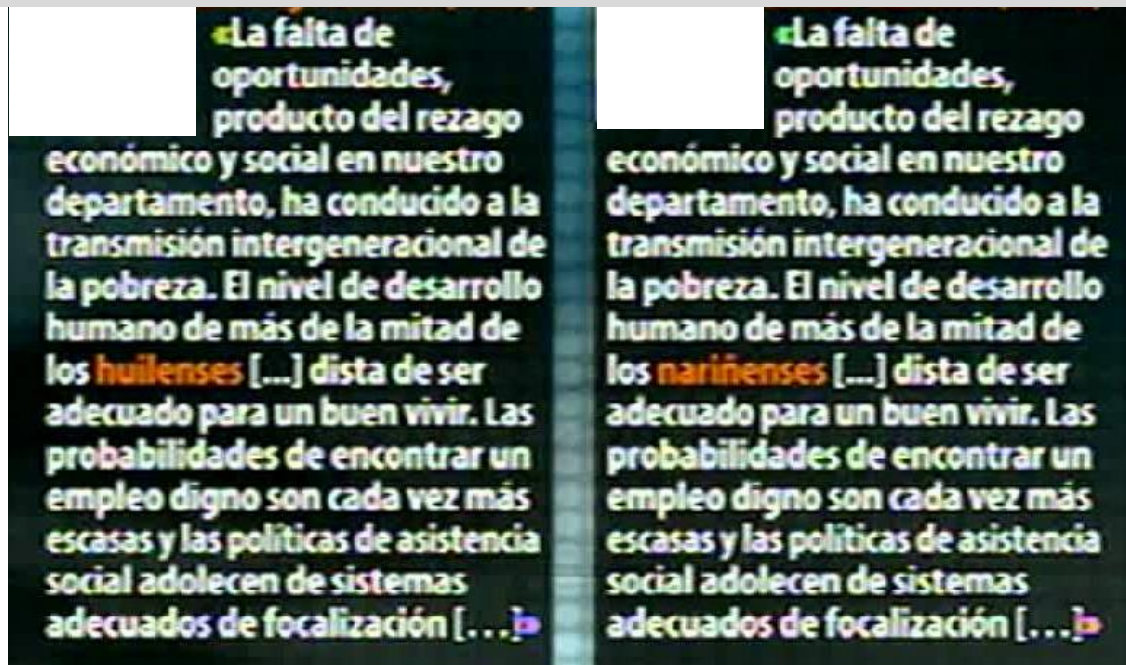 «La falta de
oportunidades,
producto del rezago
económico y social en nuestro
departamento, ha conducido a la
transmisión intergeneracional de
la pobreza. El nivel de desarrollo
humano de más de la mitad de
los huilenses [...] dista de ser
adecuado para un buen vivir. Las
probabilidades de encontrar un
empleo digno son cada vez más
escasas y las políticas de asistencia
social adolecen de sistemas
adecuados de focalización [...]»
«La falta de
oportunidades,
producto del rezago
económico y social en nuestro
departamento, ha conducido a la
transmisión intergeneracional de
la pobreza. El nivel de desarrollo
humano de más de la mitad de
los nariñenses [...] dista de ser
adecuado para un buen vivir. Las
probabilidades de encontrar un
empleo digno son cada vez más
escasas y las políticas de asistencia
social adolecen de sistemas
adecuados de focalización [...]»